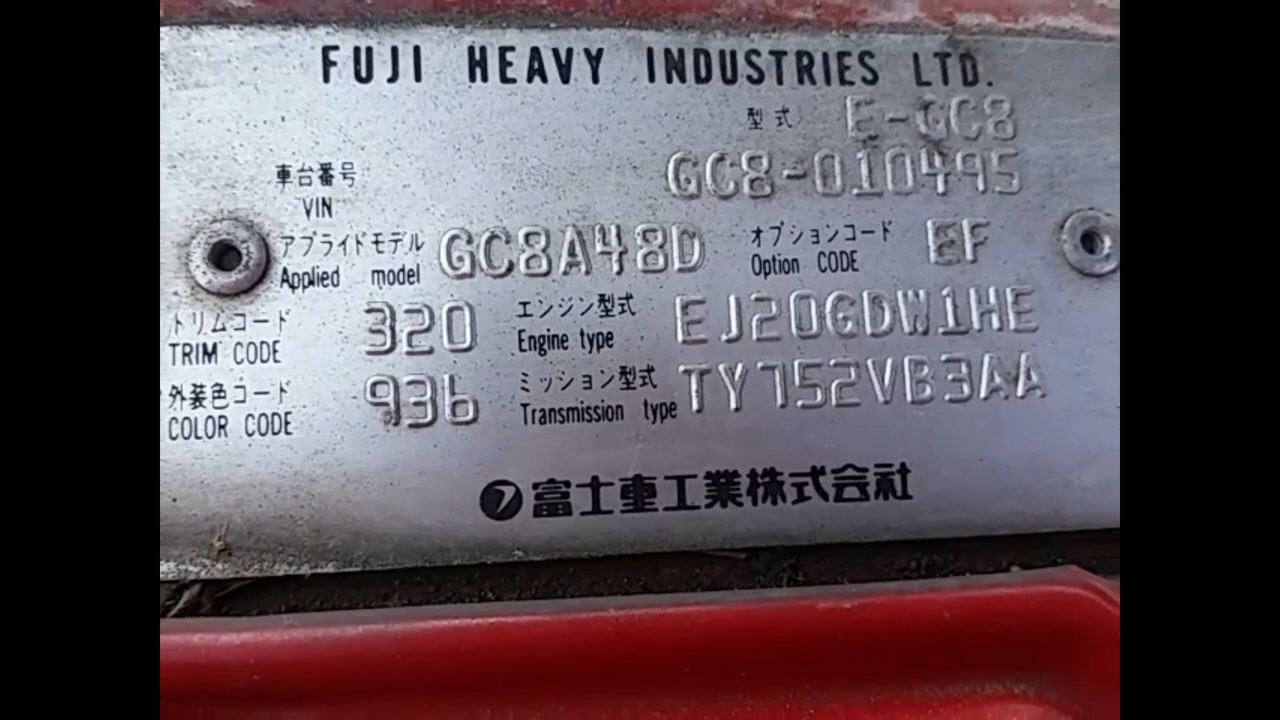 FUJI HEAVY INDUSTRIES LTD.
型式 E-GC8
車台番号 VIN GC8-010495
アプライドモデル Applied model GC8A48D オプションコード Option CODE EF
トリムコード TRIM CODE 320 エンジン型式 Engine type EJ20GDW1HE
外装色コード COLOR CODE 936 ミッション型式 Transmission type TY752VB3AA
富士重工業株式会社